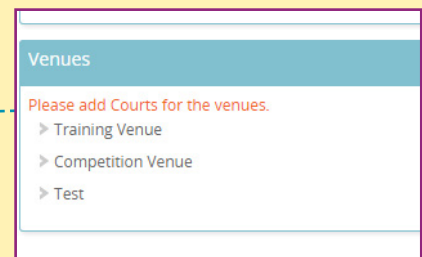 Venues
Please add Courts for the venues.
Training Venue
Competition Venue
Test